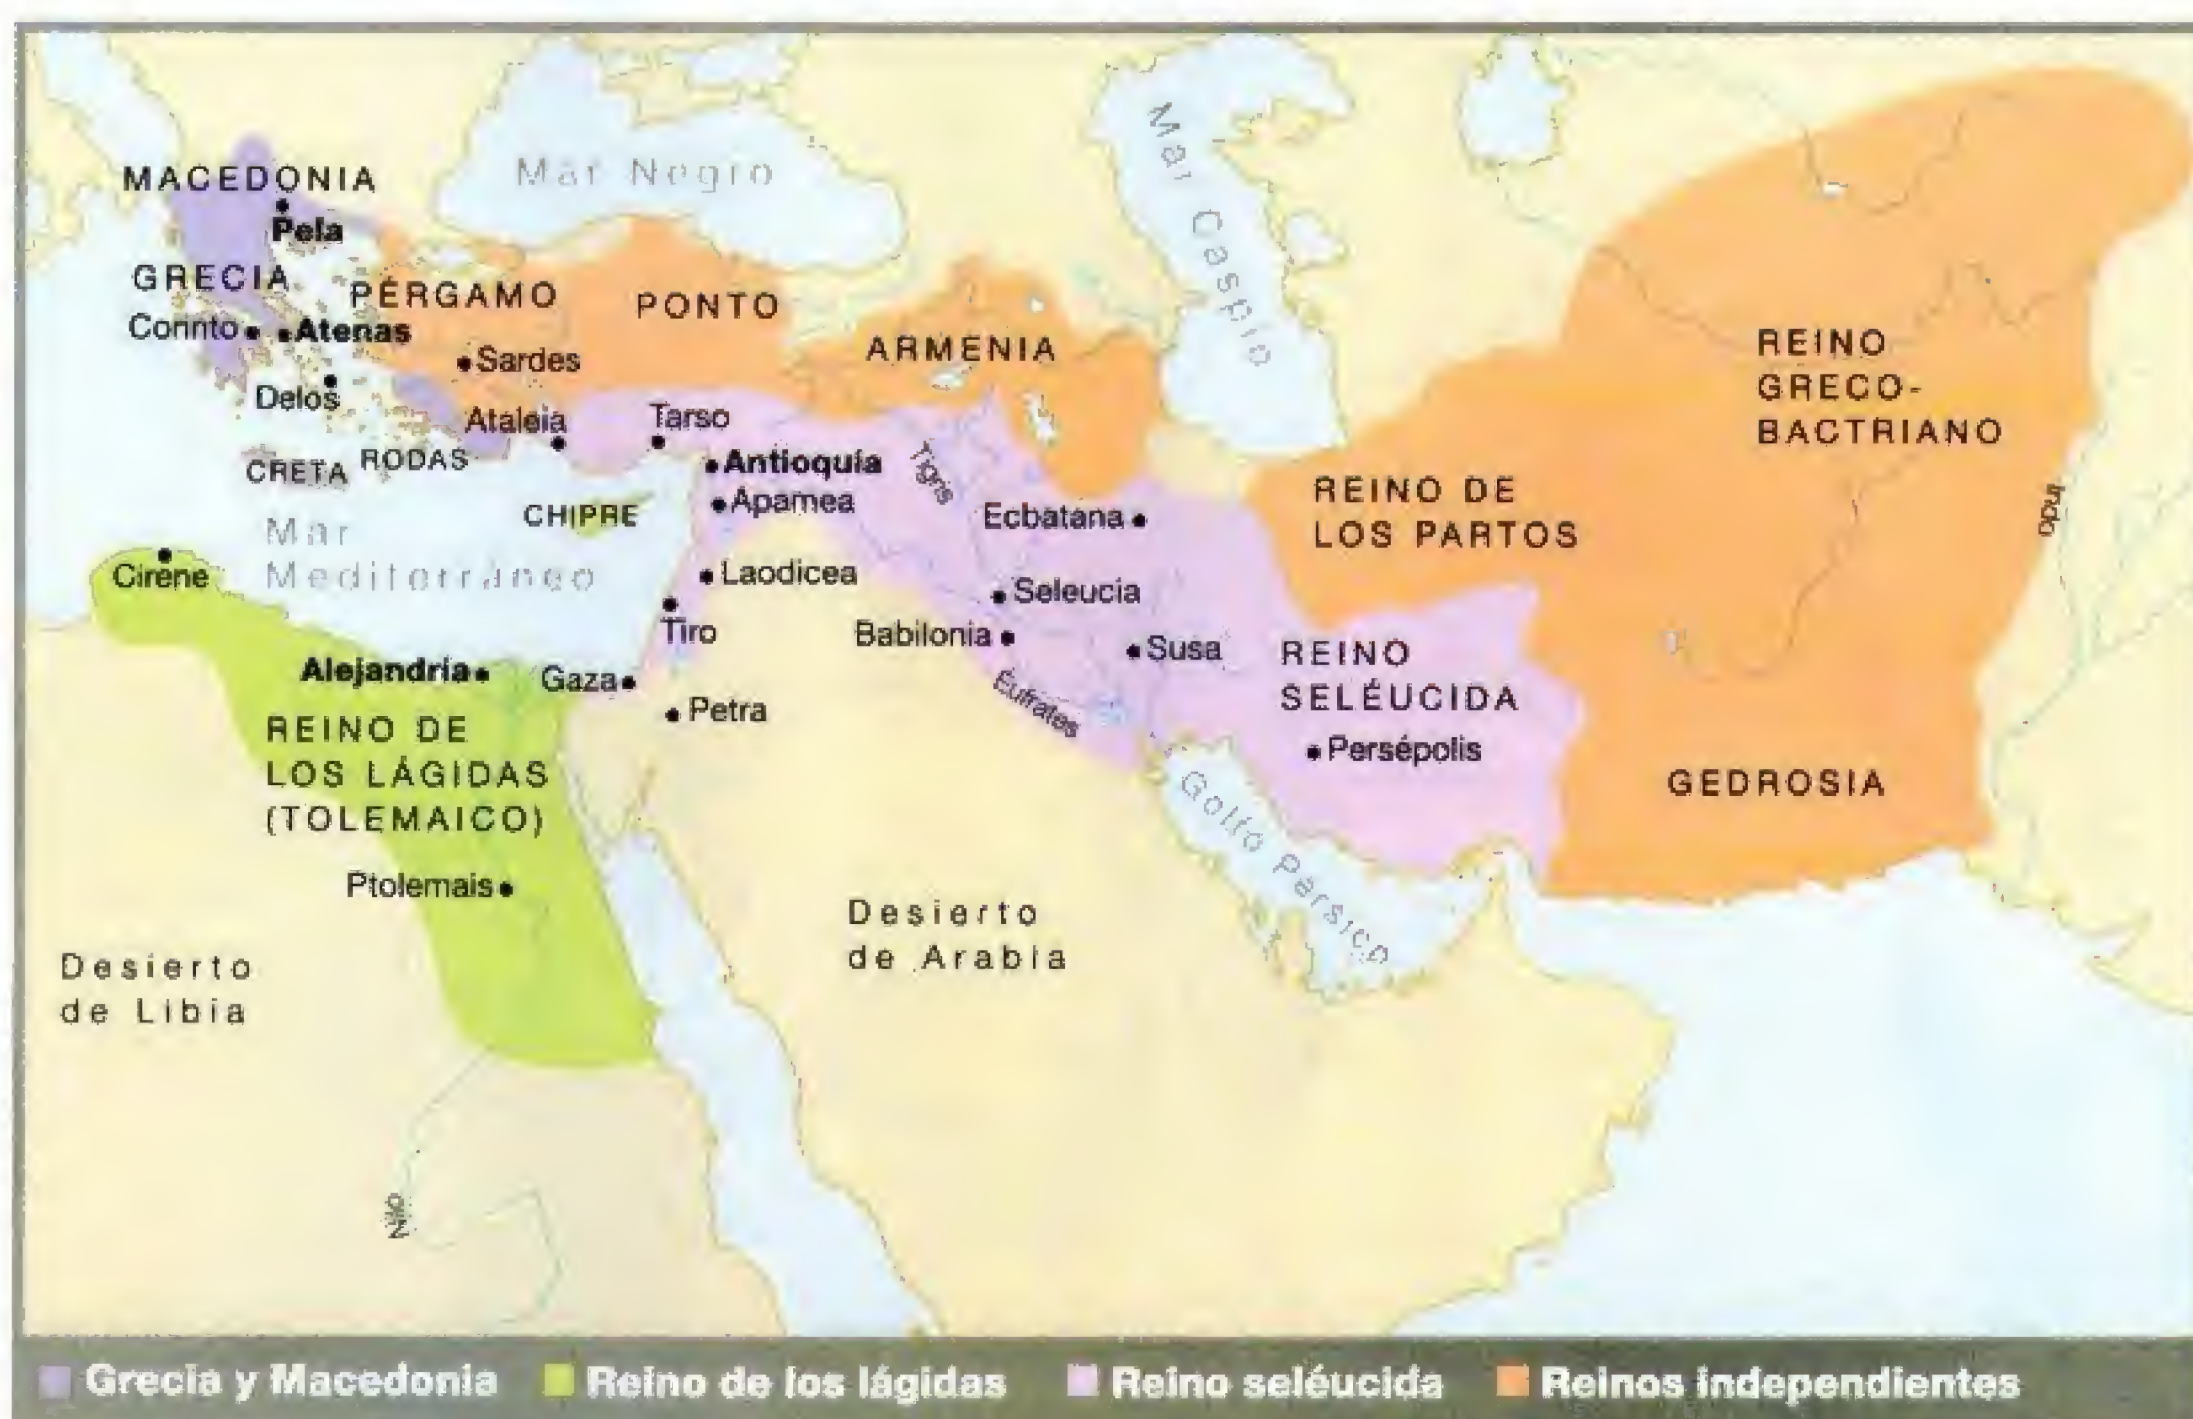 Mar Negro
Mar Caspio
MACEDONIA
Pela
GRECIA
PÉRGAMO
PONTO
Corinto
Atenas
ARMENIA
REINO
GRECO-
BACTRIANO
Sardes
Delos
Ataleia
Tarso
CRETA
RODAS
Antioquía
Tigris
Apamea
CHIPRE
Ecbatana
REINO DE
LOS PARTOS
Indo
Mar
Mediterráneo
Cirene
Laodicea
Seleucia
Tiro
Babilonia
Susa
REINO
SELÉUCIDA
Alejandría
Gaza
Éufrates
Petra
Persépolis
REINO DE
LOS LÁGIDAS
(TOLEMAICO)
GEDROSIA
Golfo Pérsico
Ptolemais
Desierto
de Arabia
Desierto
de Libia
Nilo
Grecia y Macedonia
Reino de los lágidas
Reino seléucida
Reinos independientes